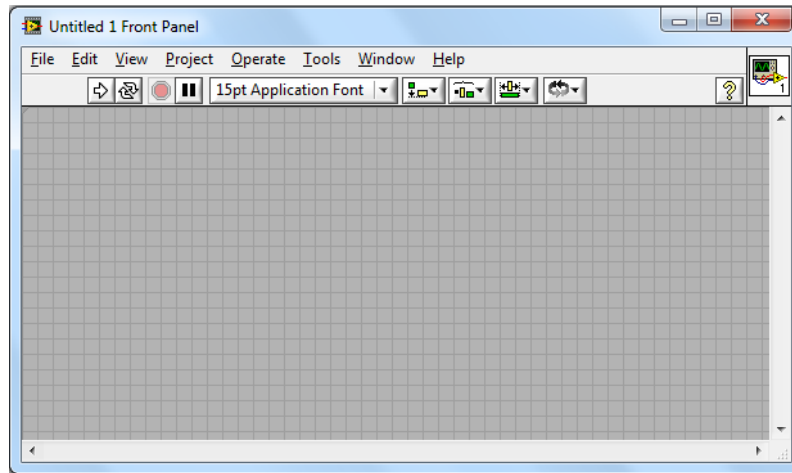 Untitled 1 Front Panel
File Edit View Project Operate Tools Window Help
15pt Application Font
?
1